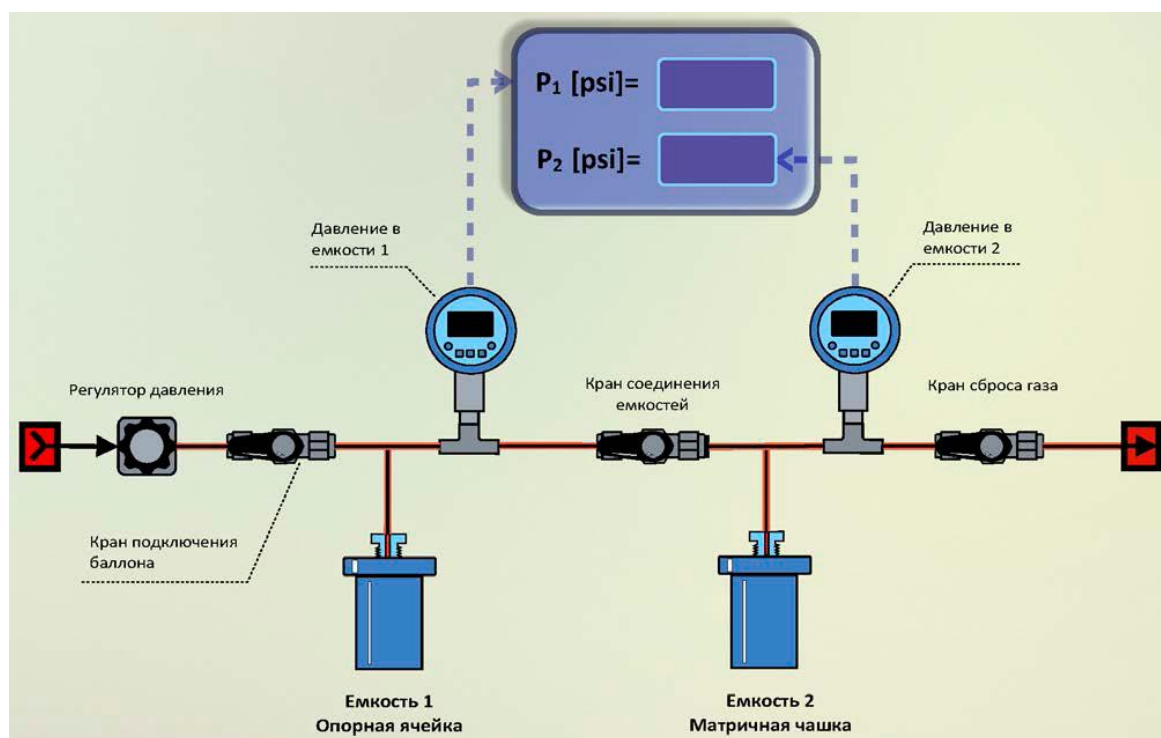 P₁ [psi]=
P₂ [psi]=
Давление в
емкости 1
Давление в
емкости 2
Регулятор давления
Кран соединения
емкостей
Кран сброса газа
Кран подключения
баллона
Емкость 1
Опорная ячейка
Емкость 2
Матричная чашка